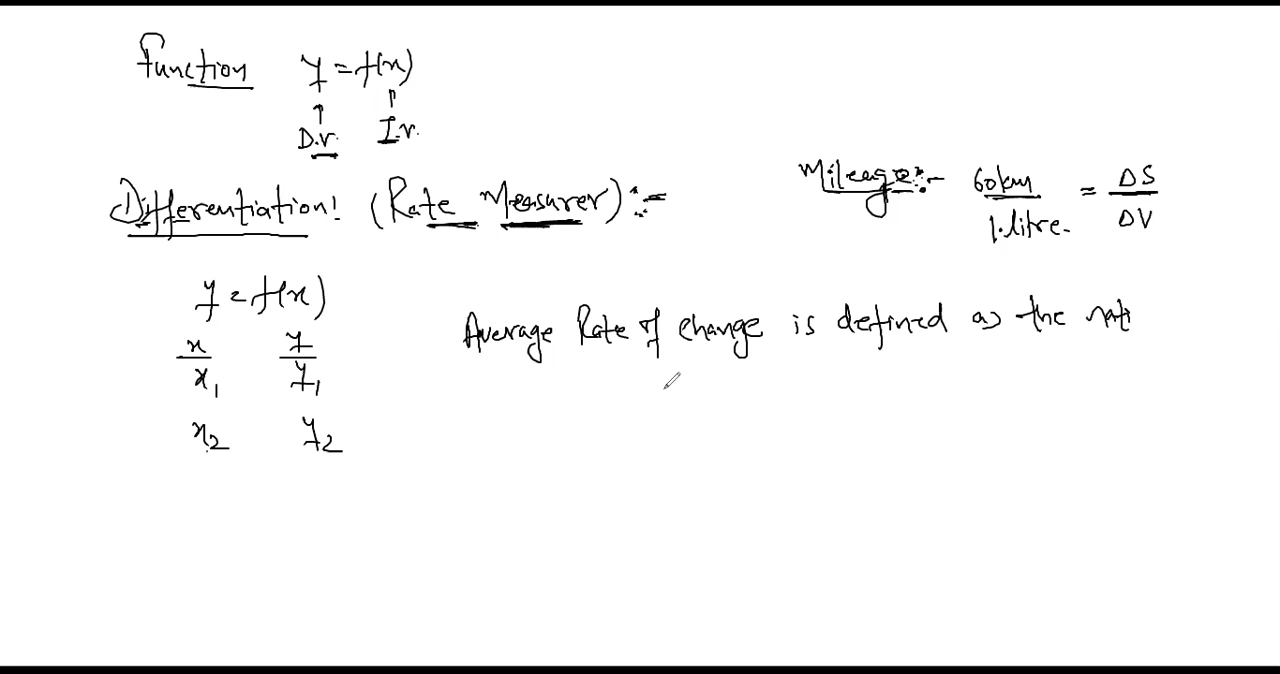 Function y = f(x)
D.v. I.v.
Mileage:- 60km / 1.litre. = ΔS / ΔV
Differentiation! (Rate Measurer):-
y = f(x)
Average Rate of change is defined as the rati
x y
x₁ y₁
x₂ y₂